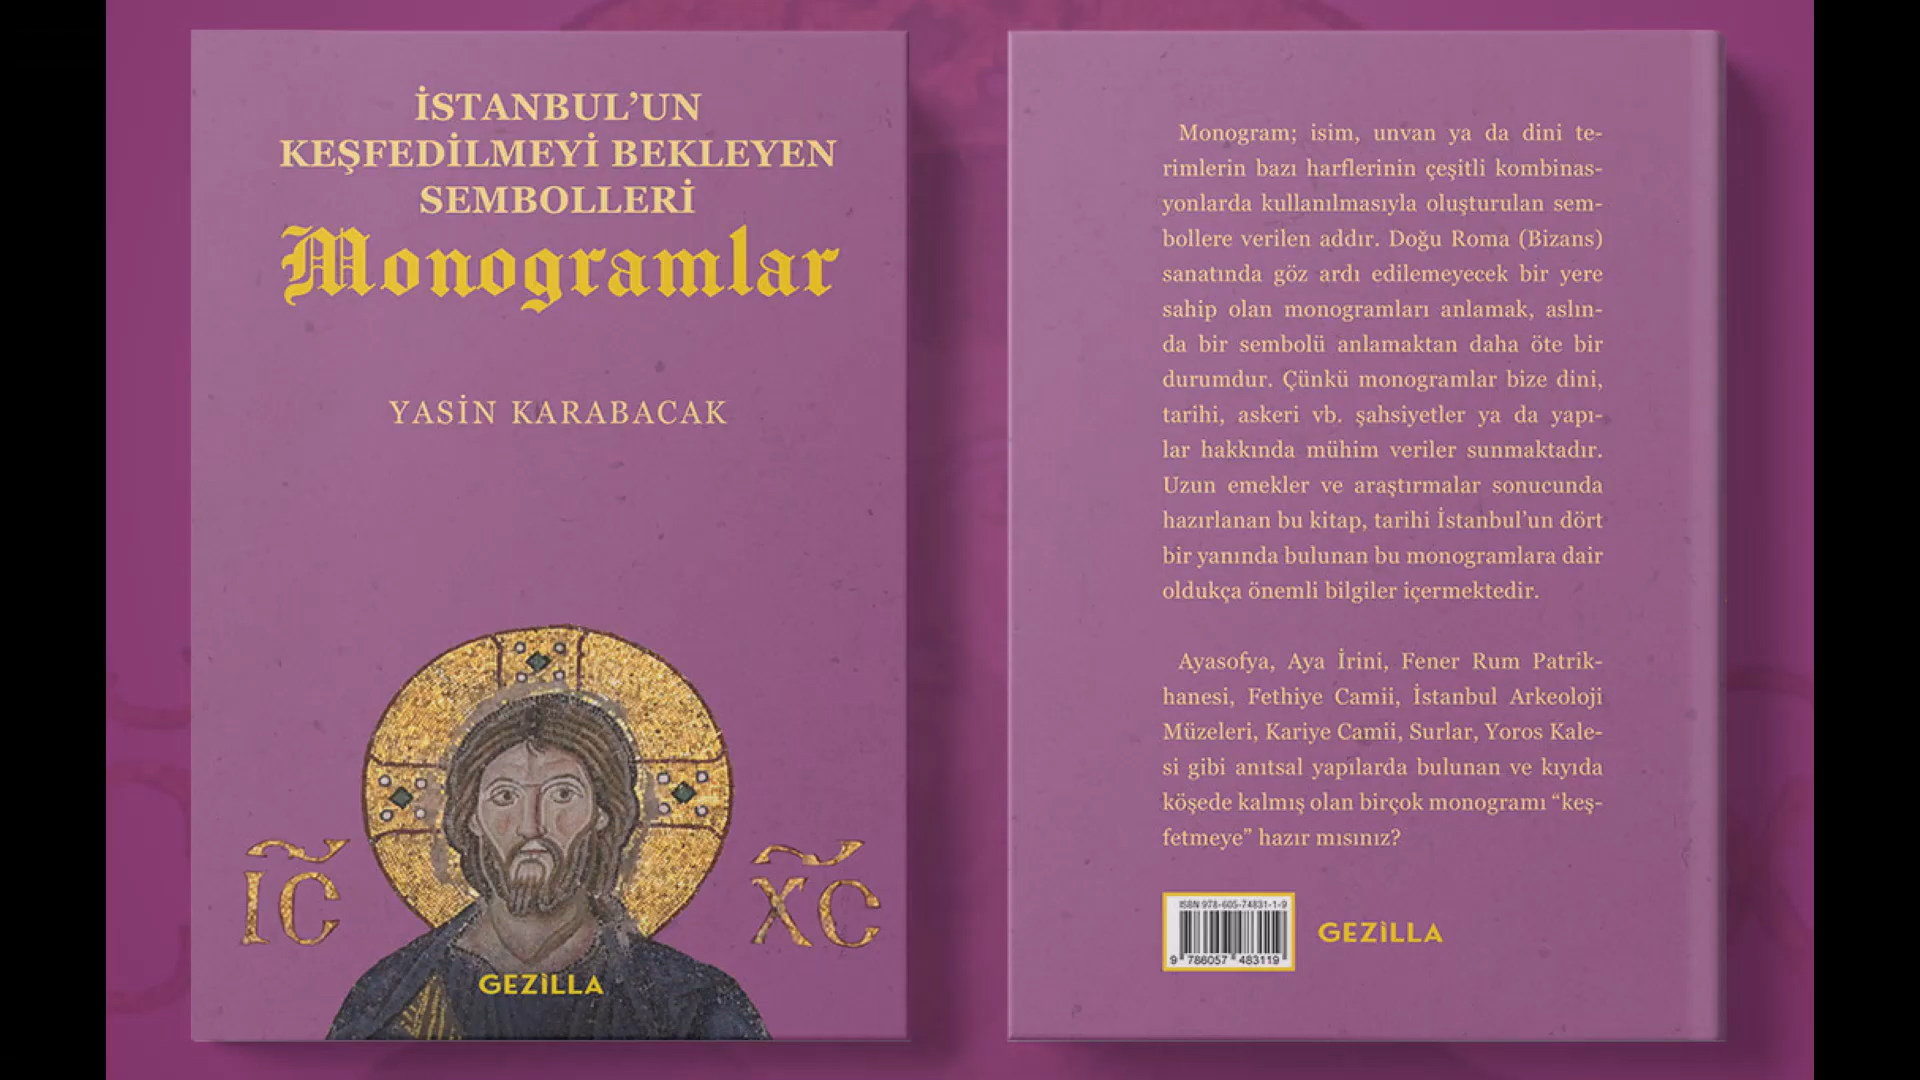 İSTANBUL’UN
KEŞFEDİLMEYİ BEKLEYEN
SEMBOLLERİ
Monogramlar
YASİN KARABACAK
IC
XC
GEZİLLA
Monogram; isim, unvan ya da dini te-
rimlerin bazı harflerinin çeşitli kombinas-
yonlarda kullanılmasıyla oluşturulan sem-
bollere verilen addır. Doğu Roma (Bizans)
sanatında göz ardı edilemeyecek bir yere
sahip olan monogramları anlamak, aslın-
da bir sembolü anlamaktan daha öte bir
durumdur. Çünkü monogramlar bize dini,
tarihi, askeri vb. şahsiyetler ya da yapı-
lar hakkında mühim veriler sunmaktadır.
Uzun emekler ve araştırmalar sonucunda
hazırlanan bu kitap, tarihi İstanbul’un dört
bir yanında bulunan bu monogramlara dair
oldukça önemli bilgiler içermektedir.
Ayasofya, Aya İrini, Fener Rum Patrik-
hanesi, Fethiye Camii, İstanbul Arkeoloji
Müzeleri, Kariye Camii, Surlar, Yoros Kale-
si gibi anıtsal yapılarda bulunan ve kıyıda
köşede kalmış olan birçok monogramı “keş-
fetmeye” hazır mısınız?
ISBN 978-605-74831-1-9
9 786057 483119
GEZİLLA